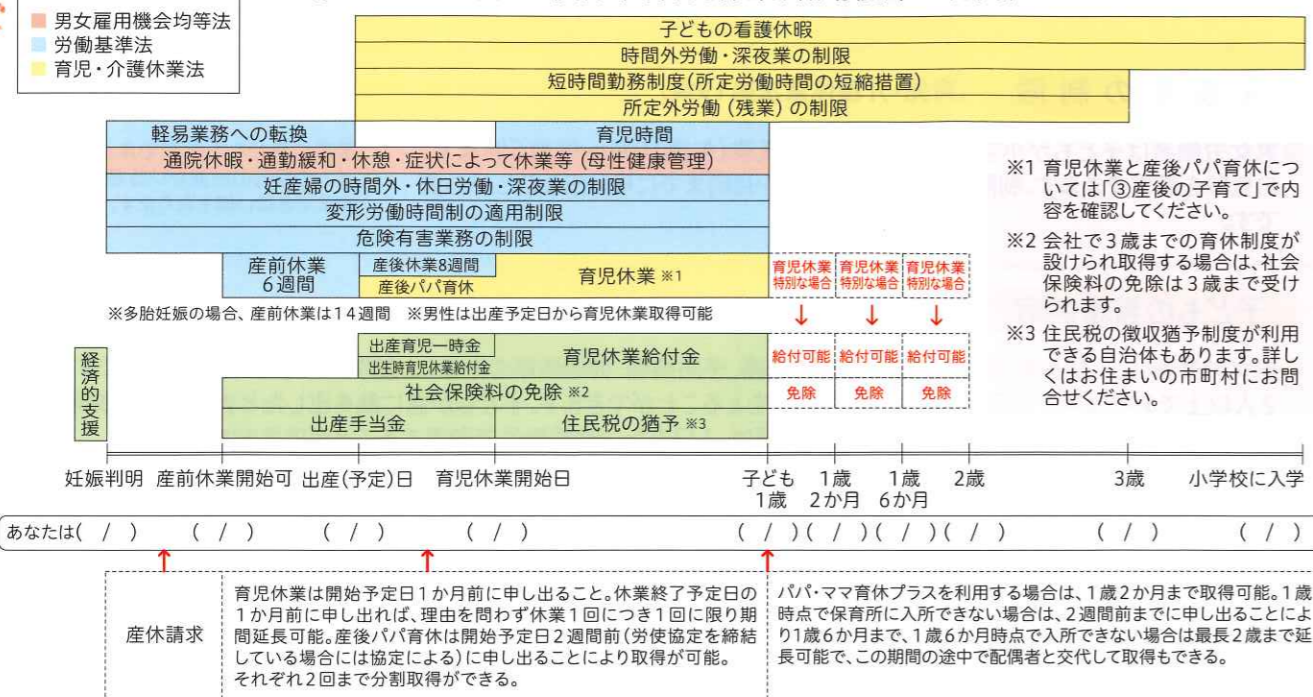 男女雇用機会均等法
労働基準法
育児・介護休業法
子どもの看護休暇
時間外労働・深夜業の制限
短時間勤務制度(所定労働時間の短縮措置)
所定外労働(残業)の制限
軽易業務への転換
育児時間
通院休暇・通勤緩和・休憩・症状によって休業等(母性健康管理)
妊産婦の時間外・休日労働・深夜業の制限
変形労働時間制の適用制限
危険有害業務の制限
産前休業
6週間
産後休業8週間
産後パパ育休
育児休業 ※1
育児休業
特別な場合
育児休業
特別な場合
育児休業
特別な場合
※多胎妊娠の場合、産前休業は14週間 ※男性は出産予定日から育児休業取得可能
※1 育児休業と産後パパ育休につ
いては「③産後の子育て」で内
容を確認してください。
※2 会社で3歳までの育休制度が
設けられ取得する場合は、社会
保険料の免除は3歳まで受け
られます。
※3 住民税の徴収猶予制度が利用
できる自治体もあります。詳し
くはお住まいの市町村にお問
合せください。
経済的支援
出産育児一時金
出生時育児休業給付金
育児休業給付金
給付可能 給付可能 給付可能
社会保険料の免除 ※2
免除 免除 免除
出産手当金
住民税の猶予 ※3
妊娠判明 産前休業開始可 出産(予定)日 育児休業開始日 子ども 1歳 1歳 2歳 3歳 小学校に入学
1歳 2か月 6か月
あなたは( / ) ( / ) ( / ) ( / ) ( / ) ( / ) ( / ) ( / ) ( / ) ( / )
産休請求
育児休業は開始予定日1か月前に申し出ること。休業終了予定日の
1か月前に申し出れば、理由を問わず休業1回につき1回に限り期
間延長可能。産後パパ育休は開始予定日2週間前(労使協定を締結
している場合には協定による)に申し出ることにより取得が可能。
それぞれ2回まで分割取得ができる。
パパ・ママ育休プラスを利用する場合は、1歳2か月まで取得可能。1歳
時点で保育所に入所できない場合は、2週間前までに申し出ることによ
り1歳6か月まで、1歳6か月時点で入所できない場合は最長2歳まで延
長可能で、この期間の途中で配偶者と交代して取得もできる。